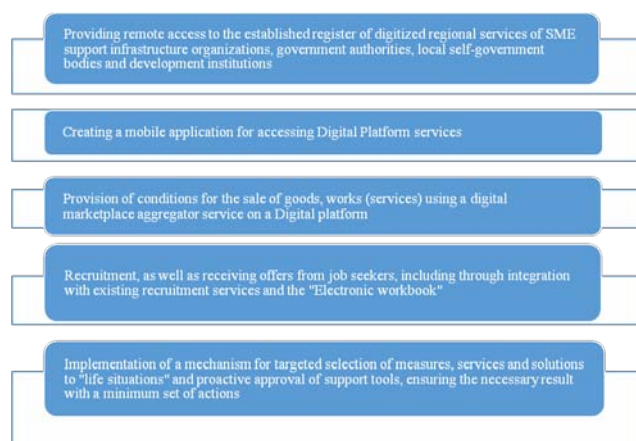 Providing remote access to the established register of digitized regional services of SME
support infrastructure organizations, government authorities, local self-government
bodies and development institutions
Creating a mobile application for accessing Digital Platform services
Provision of conditions for the sale of goods, works (services) using a digital
marketplace aggregator service on a Digital platform
Recruitment, as well as receiving offers from job seekers, including through integration
with existing recruitment services and the "Electronic workbook"
Implementation of a mechanism for targeted selection of measures, services and solutions
to "life situations" and proactive approval of support tools, ensuring the necessary result
with a minimum set of actions